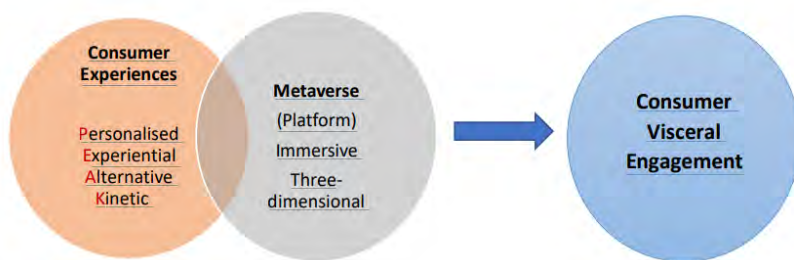 Consumer
Experiences
Personalised
Experiential
Alternative
Kinetic
Metaverse
(Platform)
Immersive
Three-
dimensional
Consumer
Visceral
Engagement